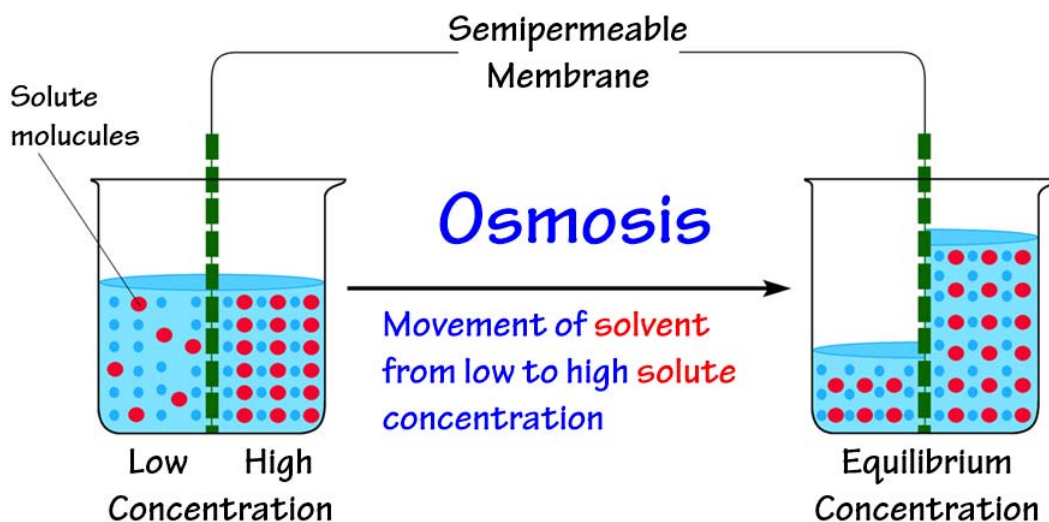 Semipermeable
Membrane
Solute
molucules
Osmosis
Movement of solvent
from low to high solute
concentration
Low High
Concentration
Equilibrium
Concentration